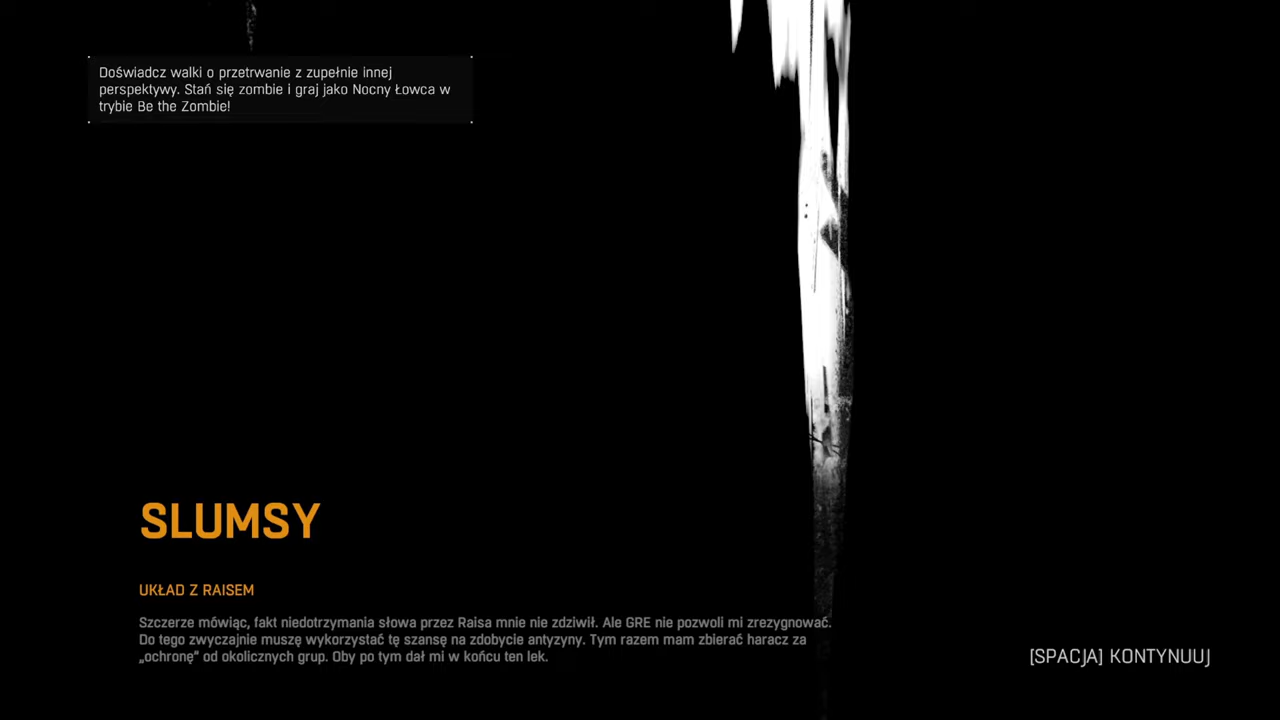 Doświadcz walki o przetrwanie z zupełnie innej
perspektywy. Stań się zombie i graj jako Nocny Łowca w
trybie Be the Zombie!
SLUMSY
UKŁAD Z RAISEM
Szczerze mówiąc, fakt niedotrzymania słowa przez Raisa mnie nie zdziwił. Ale GRE nie pozwoli mi zrezygnować.
Do tego zwyczajnie muszę wykorzystać tę szansę na zdobycie antyzyny. Tym razem mam zbierać haracz za
„ochronę” od okolicznych grup. Oby po tym dał mi w końcu ten lek.
[SPACJA] KONTYNUUJ